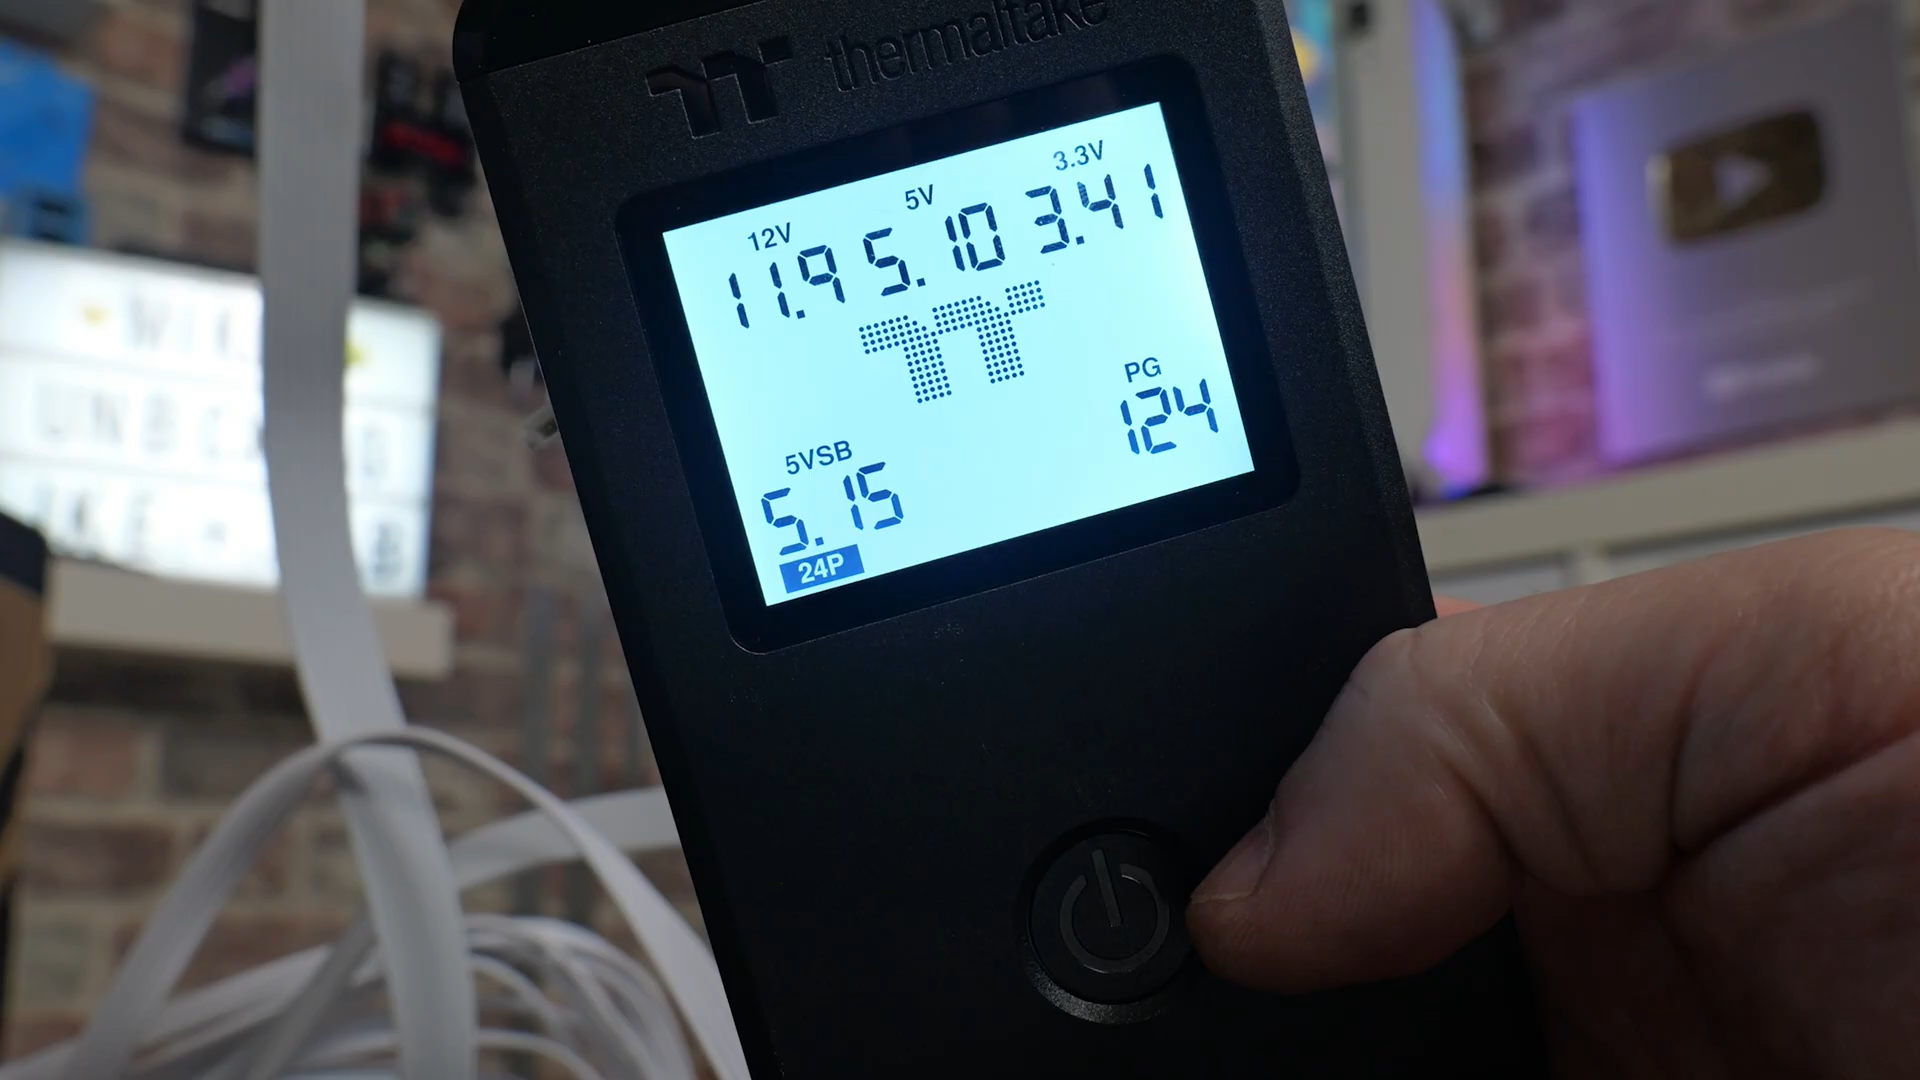 thermaltake
12V 5V 3.3V
11.9 5.10 3.41
PG
124
5VSB
5.15
24P